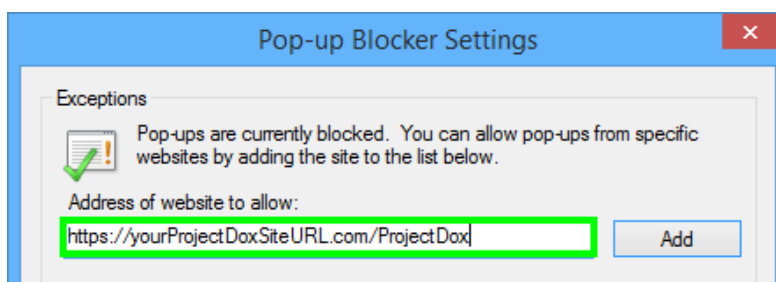 Pop-up Blocker Settings
Exceptions
Pop-ups are currently blocked. You can allow pop-ups from specific
websites by adding the site to the list below.
Address of website to allow:
https://yourProjectDoxSiteURL.com/ProjectDox
Add